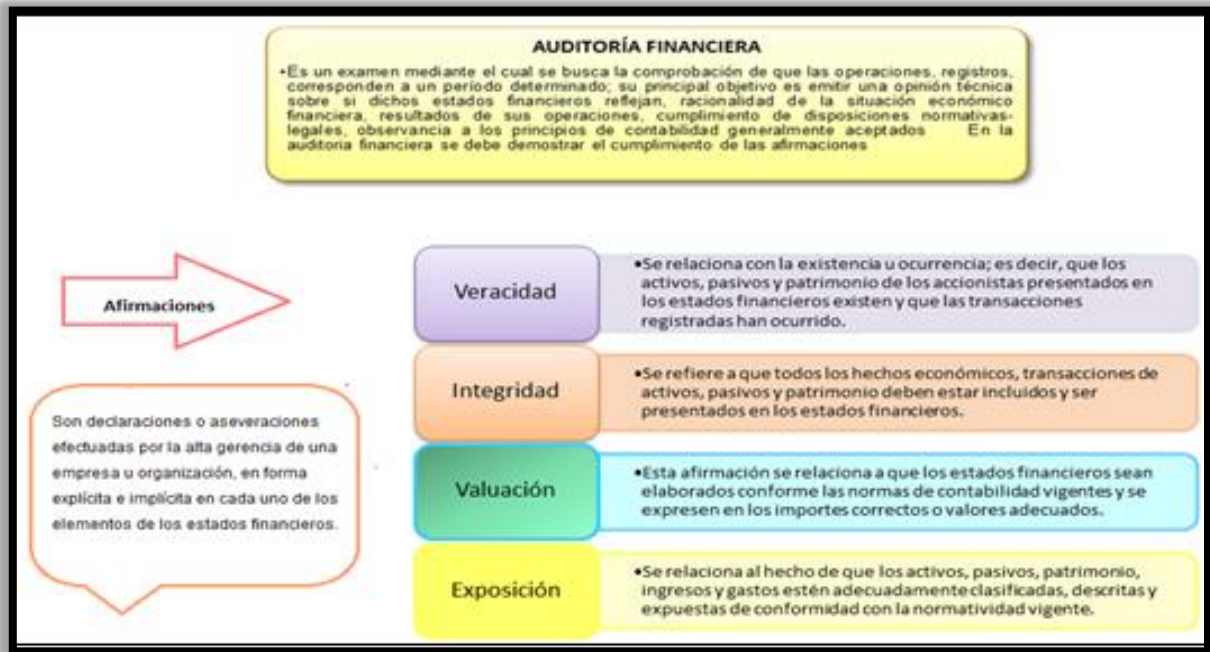 AUDITORÍA FINANCIERA
•Es un examen mediante el cual se busca la comprobación de que las operaciones, registros,
corresponden a un período determinado; su principal objetivo es emitir una opinión técnica
sobre si dichos estados financieros reflejan, racionalidad de la situación económico
financiera, resultados de sus operaciones, cumplimiento de disposiciones normativas-
legales, observancia a los principios de contabilidad generalmente aceptados En la
auditoria financiera se debe demostrar el cumplimiento de las afirmaciones
Afirmaciones
Son declaraciones o aseveraciones
efectuadas por la alta gerencia de una
empresa u organización, en forma
explícita e implícita en cada uno de los
elementos de los estados financieros.
Veracidad
•Se relaciona con la existencia u ocurrencia; es decir, que los
activos, pasivos y patrimonio de los accionistas presentado en
los estados financieros existen y que las transacciones
registradas han ocurrido.
Integridad
•Se refiere a que todos los hechos económicos, transacciones de
activos, pasivos y patrimonio deben estar incluidos y ser
presentados en los estados financieros.
Valuación
•Esta afirmación se relaciona a que los estados financieros sean
elaborados conforme las normas de contabilidad vigentes y se
expresen en los importes correctos o valores adecuados.
Exposición
•Se relaciona al hecho de que los activos, pasivos, patrimonio,
ingresos y gastos estén adecuadamente clasificadas, descritas y
expuestas de conformidad con la normatividad vigente.